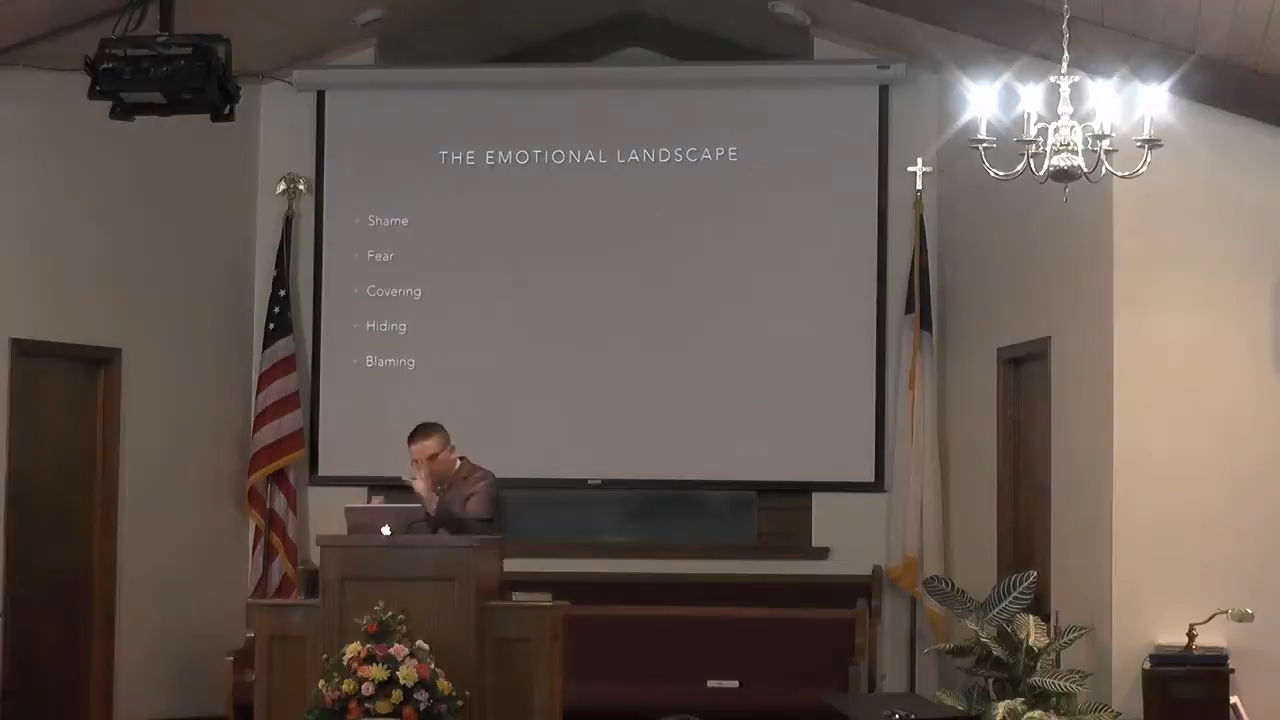 THE EMOTIONAL LANDSCAPE
Shame
Fear
Covering
Hiding
Blaming